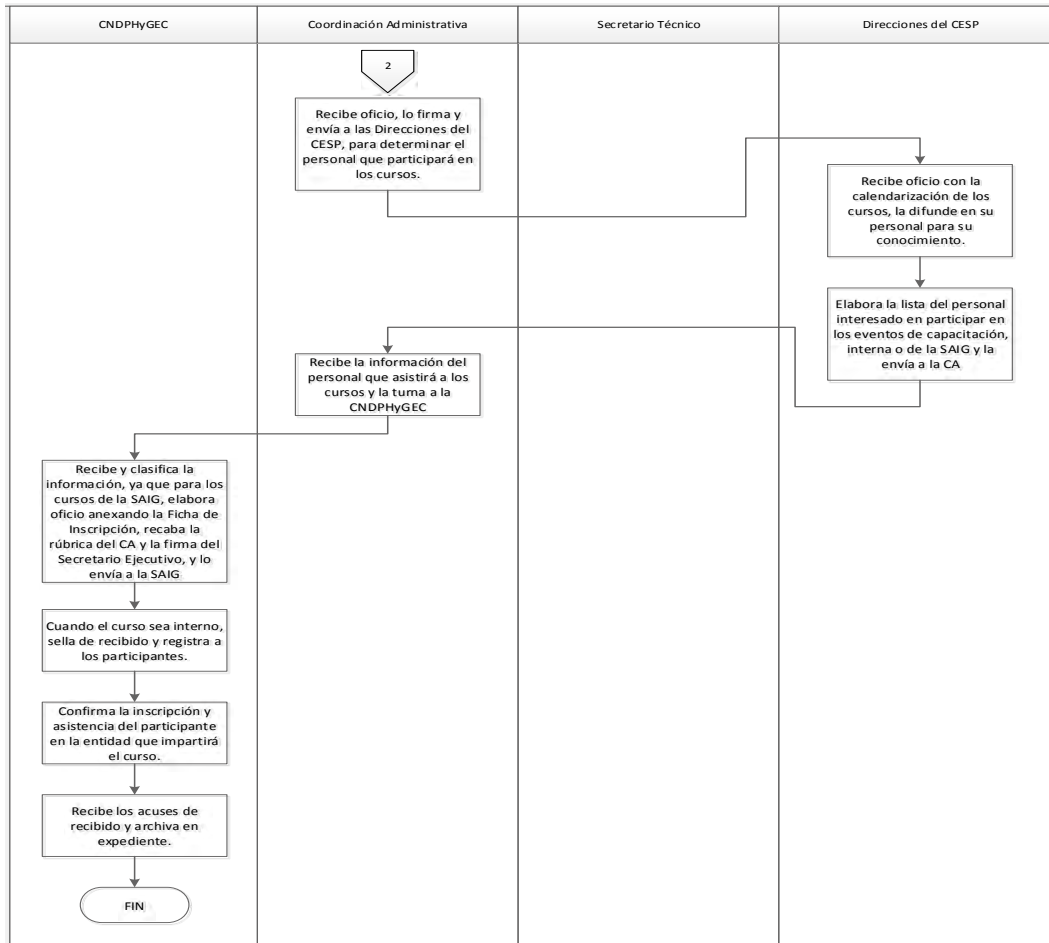 CNDPHyGEC
Coordinación Administrativa
Secretario Técnico
Direcciones del CESP
2
Recibe oficio, lo firma y
envía a las Direcciones del
CESP, para determinar el
personal que participará en
los cursos.
Recibe oficio con la
calendarización de los
cursos, la difunde en su
personal para su
conocimiento.
Elabora la lista del personal
interesado en participar en
los eventos de capacitación,
interna o de la SAIG y la
envía a la CA
Recibe la información del
personal que asistirá a los
cursos y la turna a la
CNDPHyGEC
Recibe y clasifica la
información, ya que para los
cursos de la SAIG, elabora
oficio anexando la Ficha de
Inscripción, recaba la
rúbrica del CA y la firma del
Secretario Ejecutivo, y lo
envía a la SAIG
Cuando el curso sea interno,
sella de recibido y registra a
los participantes.
Confirma la inscripción y
asistencia del participante
en la entidad que impartirá
el curso.
Recibe los acuses de
recibido y archiva en
expediente.
FIN